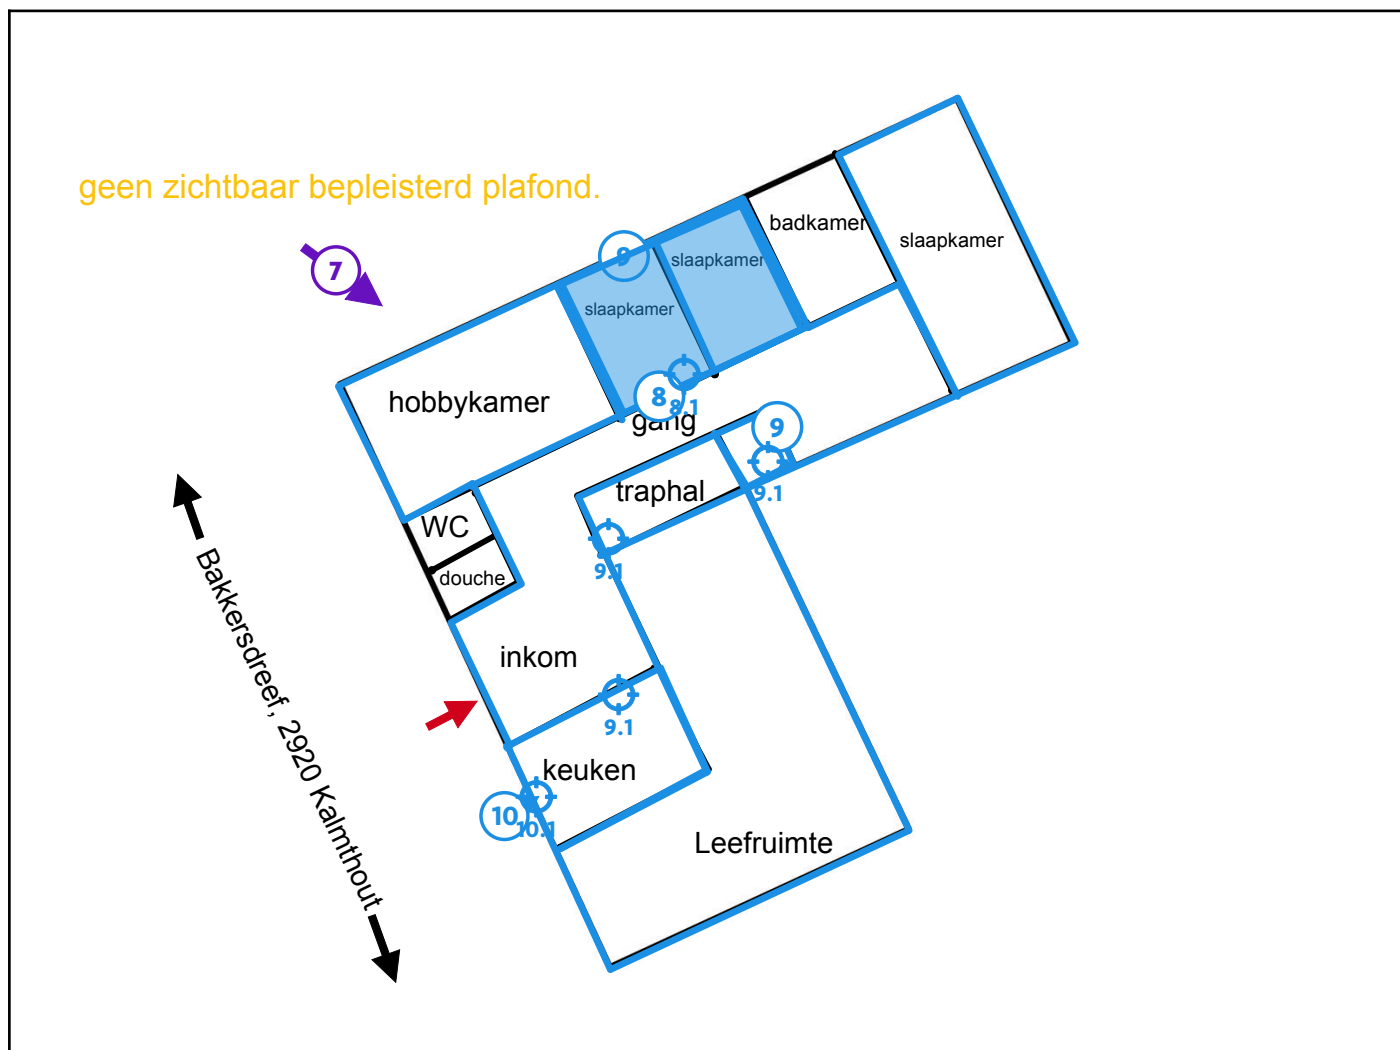 geen zichtbaar bepleisterd plafond.
7
9
badkamer
slaapkamer
slaapkamer
slaapkamer
hobbykamer
8
8.1
gang
9
traphal
9.1
WC
9.1
douche
inkom
9.1
keuken
10
10.1
Leefruimte
Bakkersdreef, 2920 Kalmthout